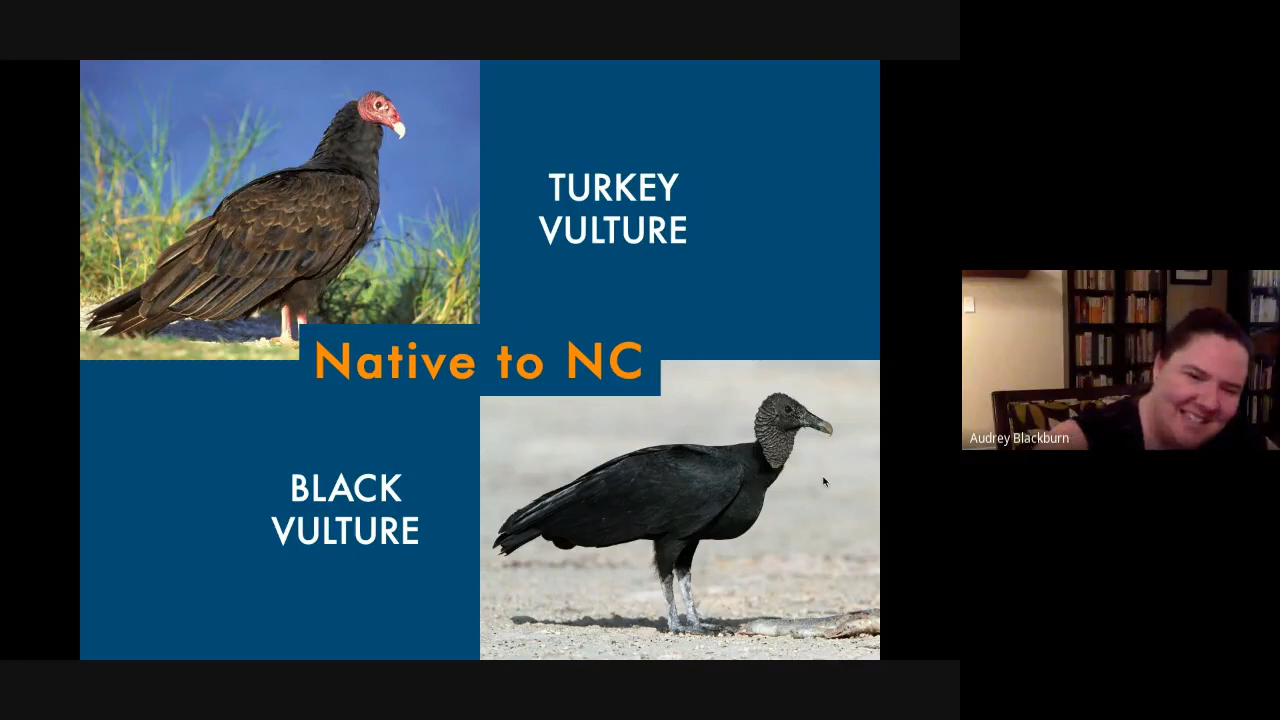 TURKEY
VULTURE
Native to NC
BLACK
VULTURE
Audrey Blackburn